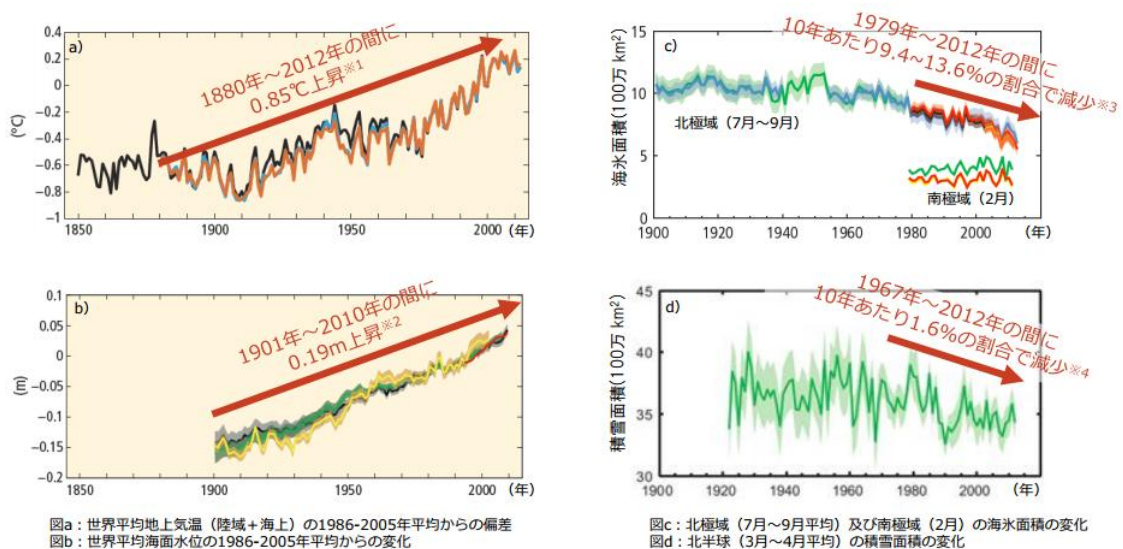 a)
1880年～2012年の間に
0.85℃上昇※1
(℃)
0.4
0.2
0
−0.2
−0.4
−0.6
−0.8
−1
1850
1900
1950
2000
(年)
b)
1901年～2010年の間に
0.19m上昇※2
(m)
0.1
0.05
0
−0.05
−0.1
−0.15
−0.2
1850
1900
1950
2000
(年)
図a：世界平均地上気温（陸域＋海上）の1986-2005年平均からの偏差
図b：世界平均海面水位の1986-2005年平均からの変化
c)
1979年～2012年の間に
10年あたり9.4~13.6%の割合で減少※3
海氷面積(100万 km²)
15
10
5
0
北極域（7月～9月）
南極域（2月）
1900
1920
1940
1960
1980
2000
(年)
d)
1967年～2012年の間に
10年あたり1.6%の割合で減少※4
積雪面積(100万 km²)
45
40
35
30
1900
1920
1940
1960
1980
2000
(年)
図c：北極域（7月～9月平均）及び南極域（2月）の海氷面積の変化
図d：北半球（3月～4月平均）の積雪面積の変化